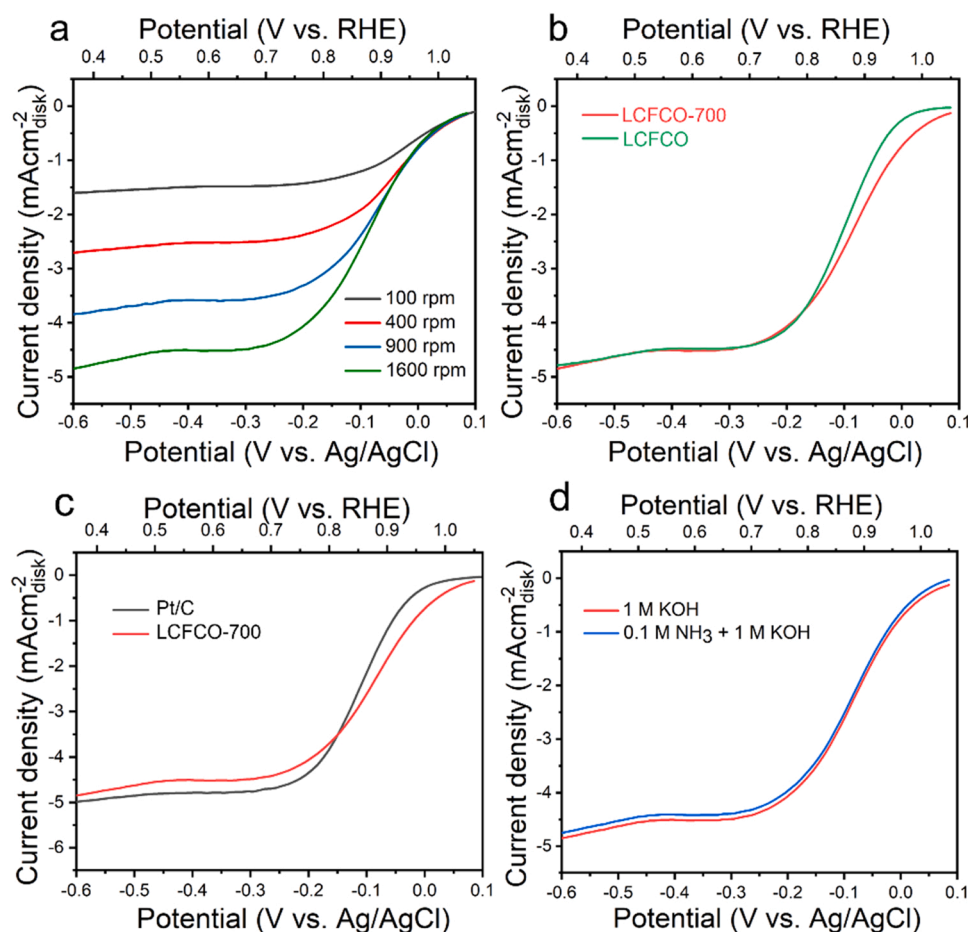 a
Potential (V vs. RHE)
0.4 0.5 0.6 0.7 0.8 0.9 1.0
Current density (mAcm⁻²disk)
0
-1
-2
-3
-4
-5
100 rpm
400 rpm
900 rpm
1600 rpm
-0.6 -0.5 -0.4 -0.3 -0.2 -0.1 0.0 0.1
Potential (V vs. Ag/AgCl)
b
Potential (V vs. RHE)
0.4 0.5 0.6 0.7 0.8 0.9 1.0
Current density (mAcm⁻²disk)
0
-1
-2
-3
-4
-5
LCFCO-700
LCFCO
-0.6 -0.5 -0.4 -0.3 -0.2 -0.1 0.0 0.1
Potential (V vs. Ag/AgCl)
c
Potential (V vs. RHE)
0.4 0.5 0.6 0.7 0.8 0.9 1.0
Current density (mAcm⁻²disk)
0
-1
-2
-3
-4
-5
-6
Pt/C
LCFCO-700
-0.6 -0.5 -0.4 -0.3 -0.2 -0.1 0.0 0.1
Potential (V vs. Ag/AgCl)
d
Potential (V vs. RHE)
0.4 0.5 0.6 0.7 0.8 0.9 1.0
Current density (mAcm⁻²disk)
0
-1
-2
-3
-4
-5
1 M KOH
0.1 M NH₃ + 1 M KOH
-0.6 -0.5 -0.4 -0.3 -0.2 -0.1 0.0 0.1
Potential (V vs. Ag/AgCl)